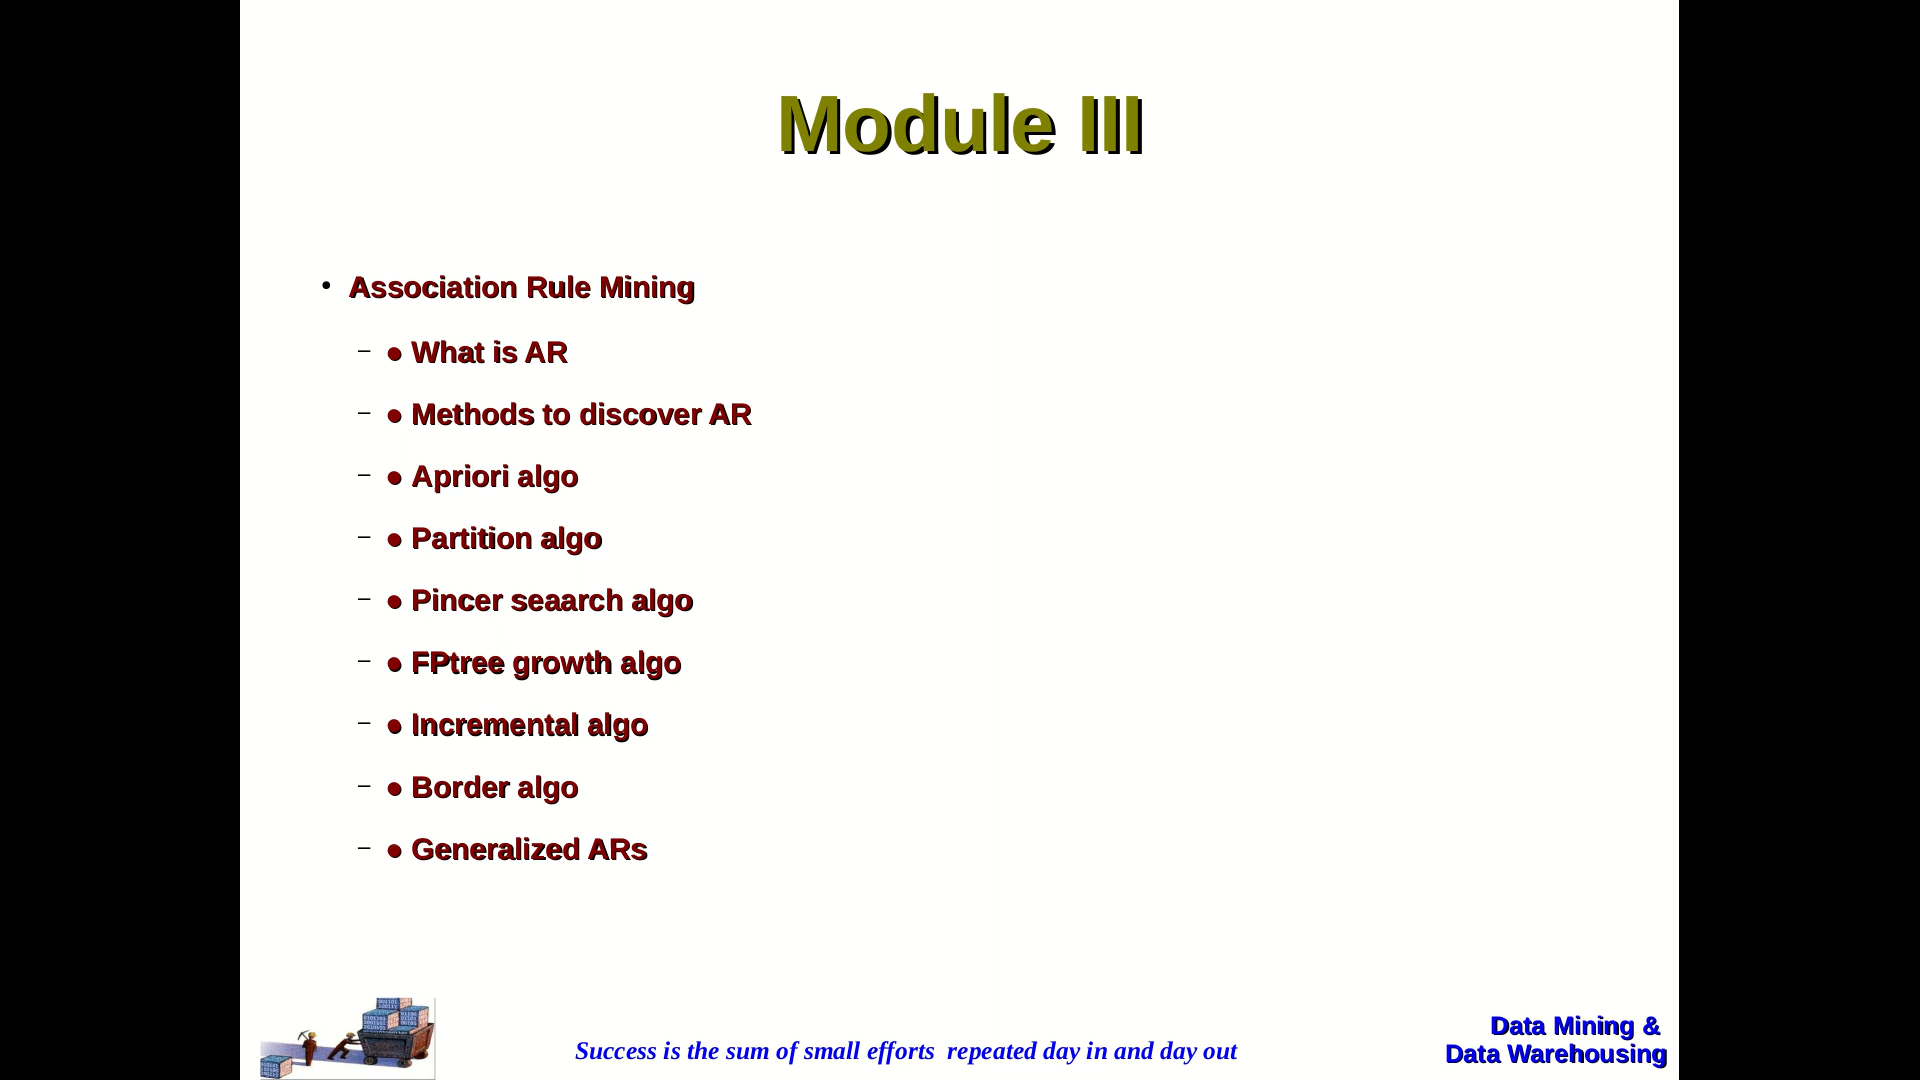 Module III
• Association Rule Mining
– ● What is AR
– ● Methods to discover AR
– ● Apriori algo
– ● Partition algo
– ● Pincer seaarch algo
– ● FPtree growth algo
– ● Incremental algo
– ● Border algo
– ● Generalized ARs
Success is the sum of small efforts  repeated day in and day out
Data Mining &
Data Warehousing